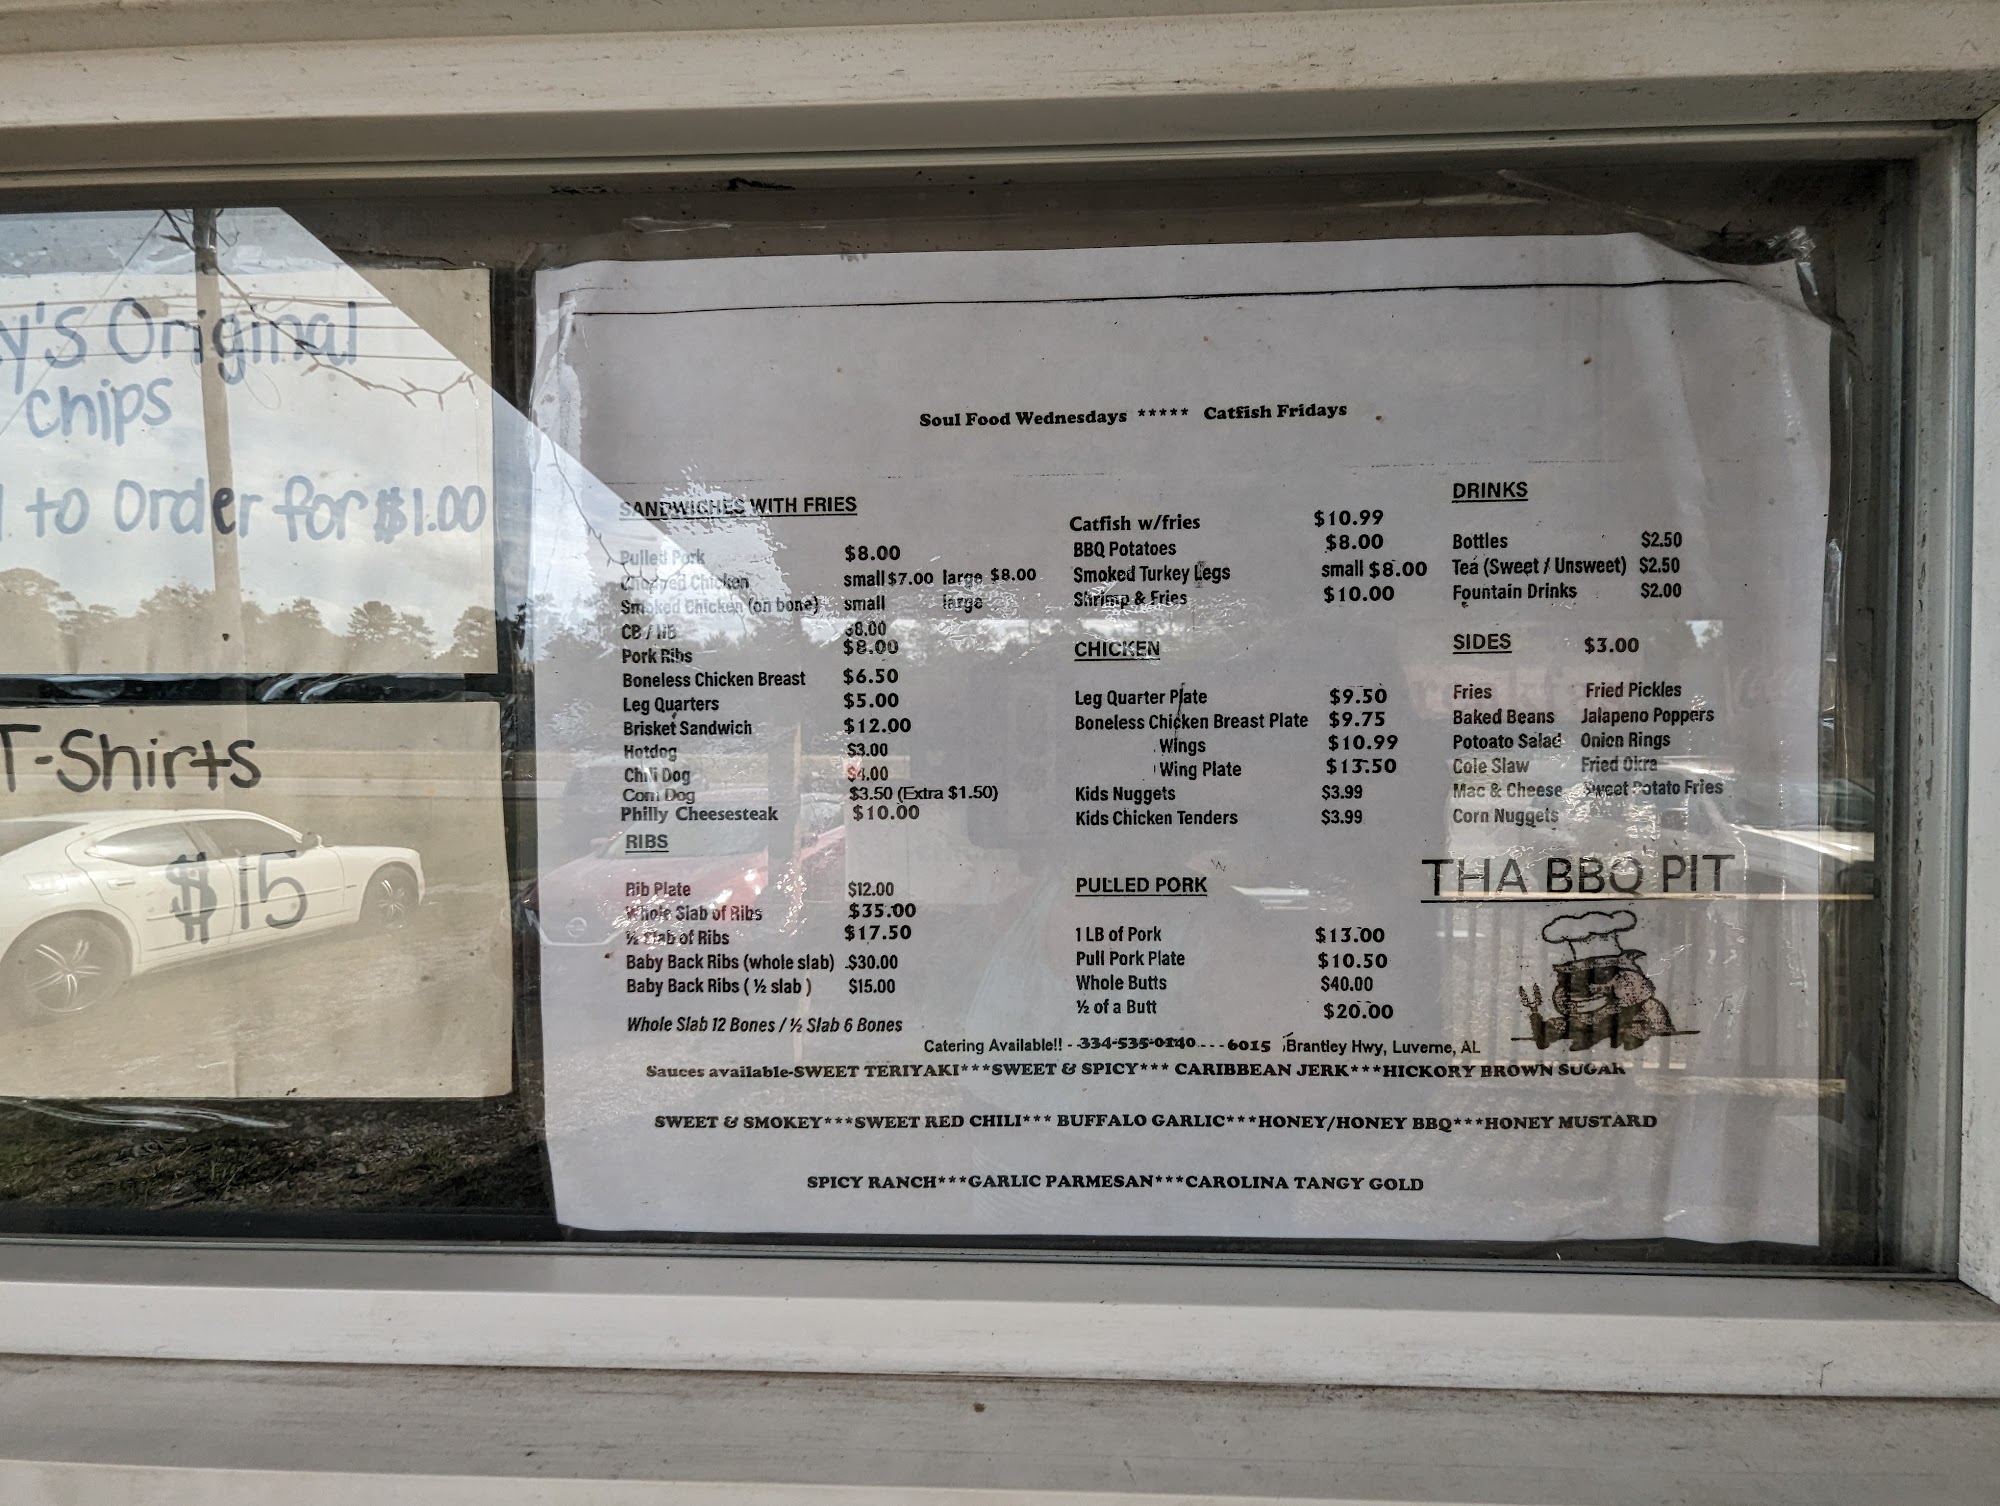 y's Original
chips
to Order for $1.00
T-Shirts
$15
Soul Food Wednesdays ***** Catfish Fridays
SANDWICHES WITH FRIES
Pulled Pork $8.00
Chopped Chicken small $7.00 large $8.00
Smoked Chicken (on bone) small large
CB / HB $8.00
Pork Ribs $8.00
Boneless Chicken Breast $6.50
Leg Quarters $5.00
Brisket Sandwich $12.00
Hotdog $3.00
Chili Dog $4.00
Corn Dog $3.50 (Extra $1.50)
Philly Cheesesteak $10.00
RIBS
Rib Plate $12.00
Whole Slab of Ribs $35.00
½ Slab of Ribs $17.50
Baby Back Ribs (whole slab) $30.00
Baby Back Ribs ( ½ slab ) $15.00
Whole Slab 12 Bones / ½ Slab 6 Bones
Catfish w/fries $10.99
BBQ Potatoes $8.00
Smoked Turkey Legs small $8.00
Shrimp & Fries $10.00
CHICKEN
Leg Quarter Plate $9.50
Boneless Chicken Breast Plate $9.75
Wings $10.99
Wing Plate $13.50
Kids Nuggets $3.99
Kids Chicken Tenders $3.99
PULLED PORK
1 LB of Pork $13.00
Pull Pork Plate $10.50
Whole Butts $40.00
½ of a Butt $20.00
DRINKS
Bottles $2.50
Tea (Sweet / Unsweet) $2.50
Fountain Drinks $2.00
SIDES $3.00
Fries Fried Pickles
Baked Beans Jalapeno Poppers
Potoato Salad Onion Rings
Cole Slaw Fried Okra
Mac & Cheese Sweet Potato Fries
Corn Nuggets
THA BBQ PIT
Catering Available!! - -334-535-0140 - - - 6015 Brantley Hwy, Luverne, AL
Sauces available-SWEET TERIYAKI***SWEET & SPICY*** CARIBBEAN JERK***HICKORY BROWN SUGAR
SWEET & SMOKEY***SWEET RED CHILI*** BUFFALO GARLIC***HONEY/HONEY BBQ***HONEY MUSTARD
SPICY RANCH***GARLIC PARMESAN***CAROLINA TANGY GOLD